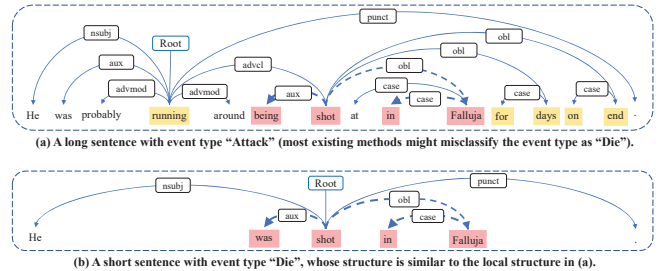 punct
nsubj
Root
obl
aux
advcl
obl
obl
advmod
advmod
aux
case
case
case
case
He was probably running around being shot at in Falluja for days on end .
(a) A long sentence with event type “Attack” (most existing methods might misclassify the event type as “Die”).
nsubj
Root
punct
obl
aux
case
He was shot in Falluja .
(b) A short sentence with event type “Die”, whose structure is similar to the local structure in (a).